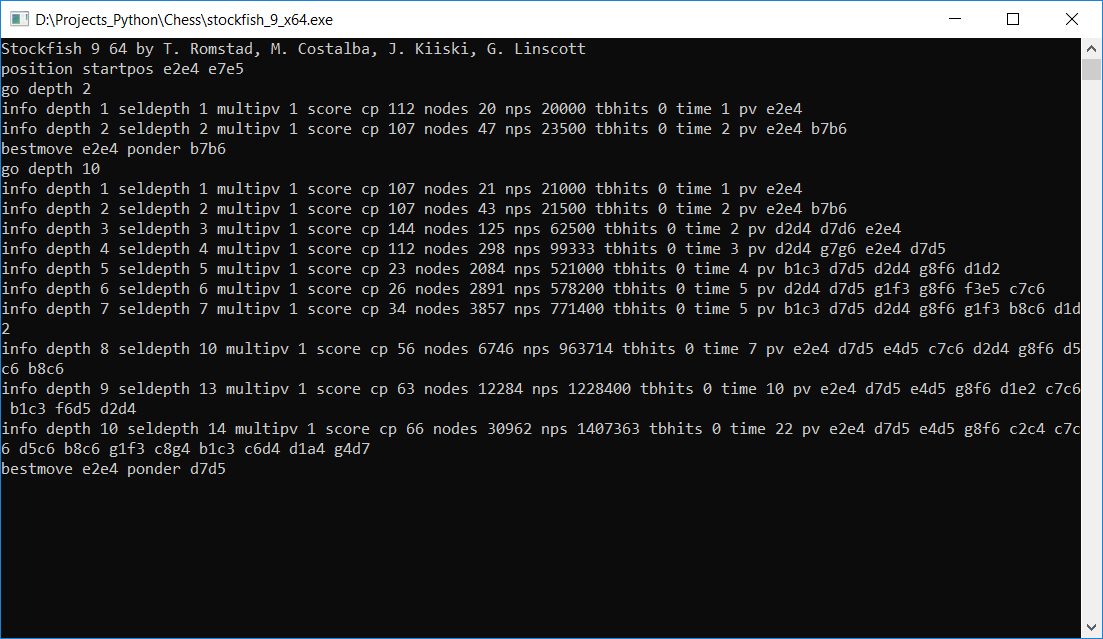 D:\Projects_Python\Chess\stockfish_9_x64.exe
Stockfish 9 64 by T. Romstad, M. Costalba, J. Kiiski, G. Linscott
position startpos e2e4 e7e5
go depth 2
info depth 1 seldepth 1 multipv 1 score cp 112 nodes 20 nps 20000 tbhits 0 time 1 pv e2e4
info depth 2 seldepth 2 multipv 1 score cp 107 nodes 47 nps 23500 tbhits 0 time 2 pv e2e4 b7b6
bestmove e2e4 ponder b7b6
go depth 10
info depth 1 seldepth 1 multipv 1 score cp 107 nodes 21 nps 21000 tbhits 0 time 1 pv e2e4
info depth 2 seldepth 2 multipv 1 score cp 107 nodes 43 nps 21500 tbhits 0 time 2 pv e2e4 b7b6
info depth 3 seldepth 3 multipv 1 score cp 144 nodes 125 nps 62500 tbhits 0 time 2 pv d2d4 d7d6 e2e4
info depth 4 seldepth 4 multipv 1 score cp 112 nodes 298 nps 99333 tbhits 0 time 3 pv d2d4 g7g6 e2e4 d7d5
info depth 5 seldepth 5 multipv 1 score cp 23 nodes 2084 nps 521000 tbhits 0 time 4 pv b1c3 d7d5 d2d4 g8f6 d1d2
info depth 6 seldepth 6 multipv 1 score cp 26 nodes 2891 nps 578200 tbhits 0 time 5 pv d2d4 d7d5 g1f3 g8f6 f3e5 c7c6
info depth 7 seldepth 7 multipv 1 score cp 34 nodes 3857 nps 771400 tbhits 0 time 5 pv b1c3 d7d5 d2d4 g8f6 g1f3 b8c6 d1d
2
info depth 8 seldepth 10 multipv 1 score cp 56 nodes 6746 nps 963714 tbhits 0 time 7 pv e2e4 d7d5 e4d5 c7c6 d2d4 g8f6 d5
c6 b8c6
info depth 9 seldepth 13 multipv 1 score cp 63 nodes 12284 nps 1228400 tbhits 0 time 10 pv e2e4 d7d5 e4d5 g8f6 d1e2 c7c6
 b1c3 f6d5 d2d4
info depth 10 seldepth 14 multipv 1 score cp 66 nodes 30962 nps 1407363 tbhits 0 time 22 pv e2e4 d7d5 e4d5 g8f6 c2c4 c7c
6 d5c6 b8c6 g1f3 c8g4 b1c3 c6d4 d1a4 g4d7
bestmove e2e4 ponder d7d5